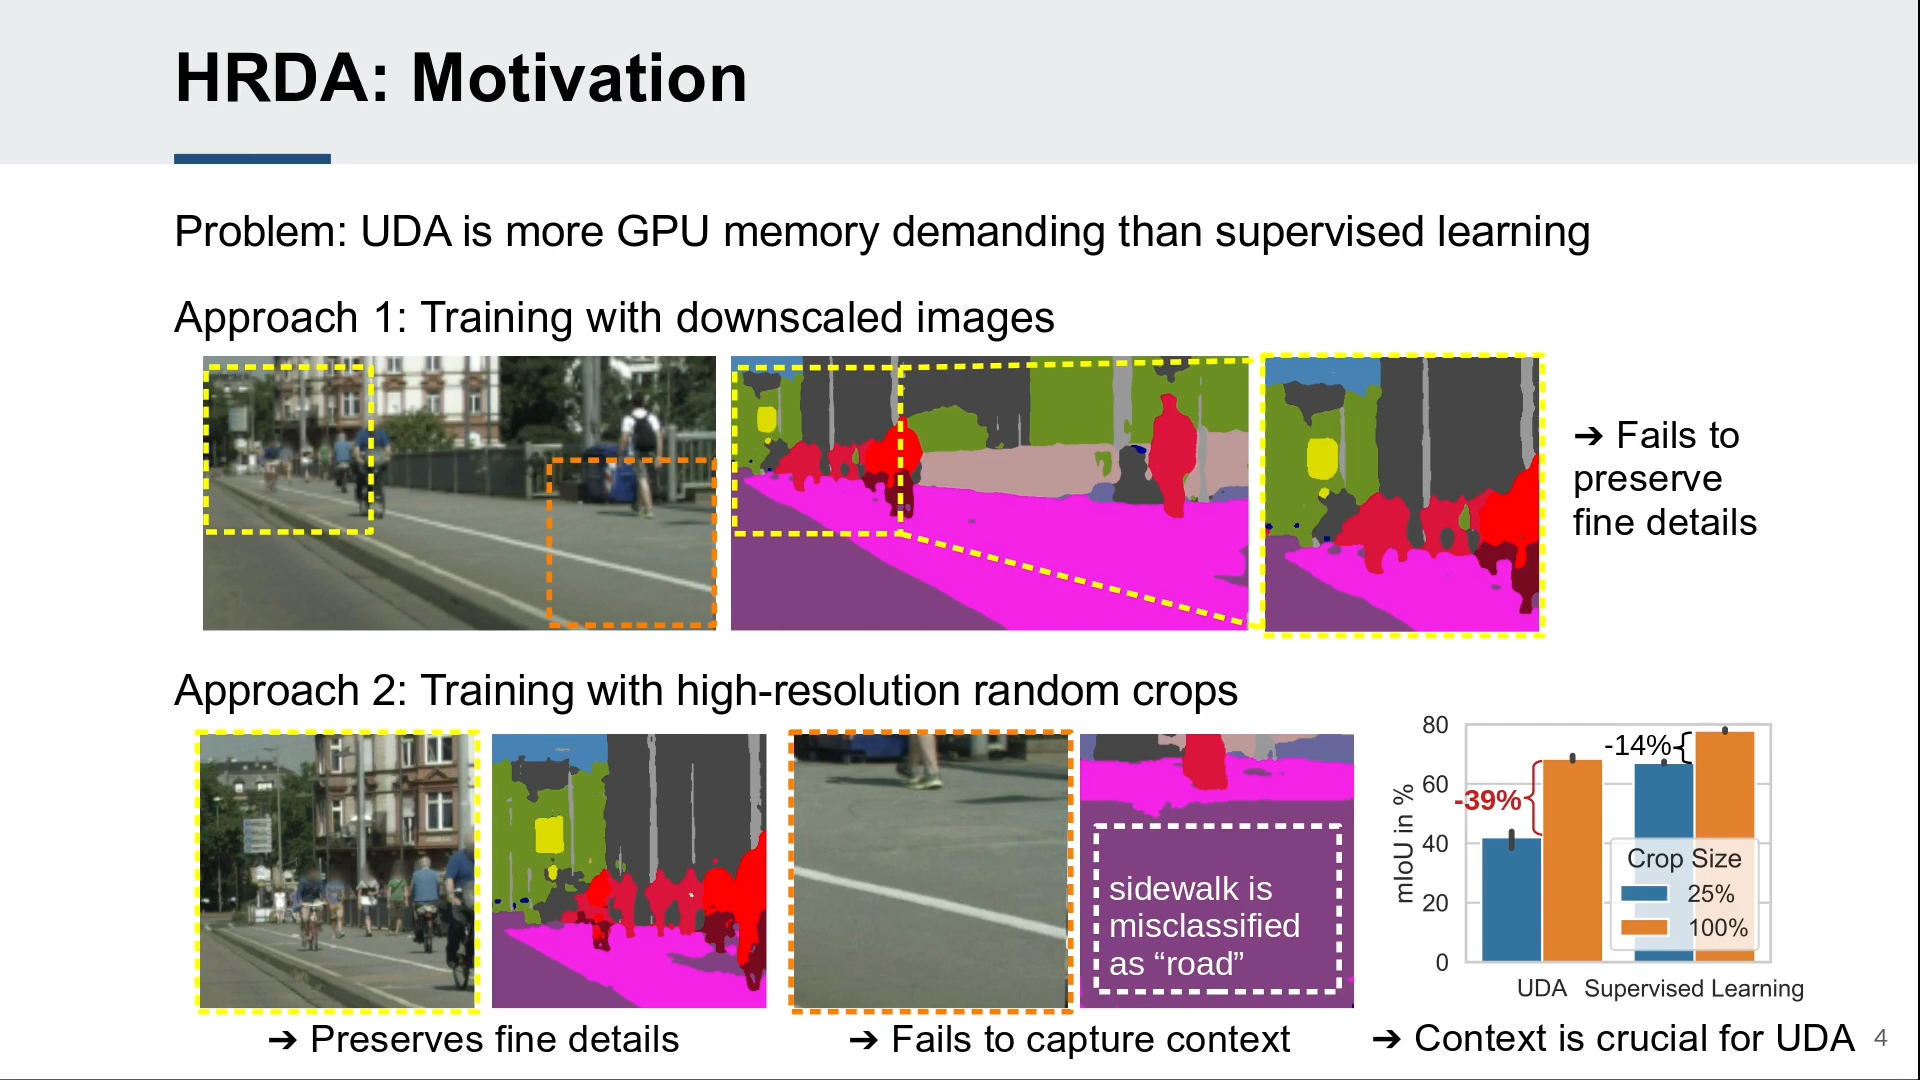 HRDA: Motivation
Problem: UDA is more GPU memory demanding than supervised learning
Approach 1: Training with downscaled images
➔ Fails to
preserve
fine details
Approach 2: Training with high-resolution random crops
sidewalk is
misclassified
as “road”
➔ Preserves fine details
➔ Fails to capture context
mIoU in %
80
60
40
20
0
-39%
-14%
Crop Size
25%
100%
UDA
Supervised Learning
➔ Context is crucial for UDA
4